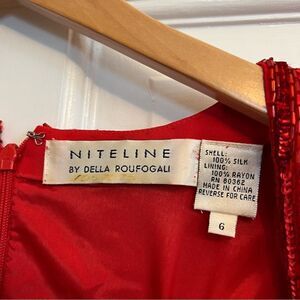 NITELINE
BY DELLA ROUFOGALI
SHELL:
100% SILK
LINING:
100% RAYON
RN 80362
MADE IN CHINA
REVERSE FOR CARE
6